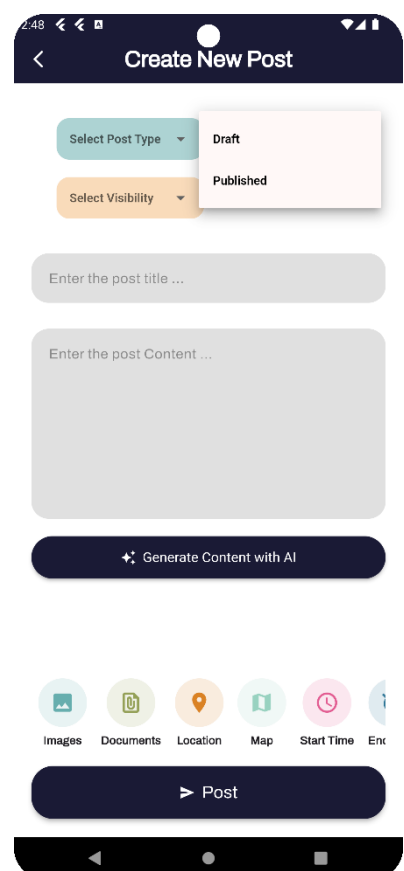 2:48
Create New Post
Select Post Type
Draft
Published
Select Visibility
Enter the post title ...
Enter the post Content ...
Generate Content with AI
Images Documents Location Map Start Time
Post